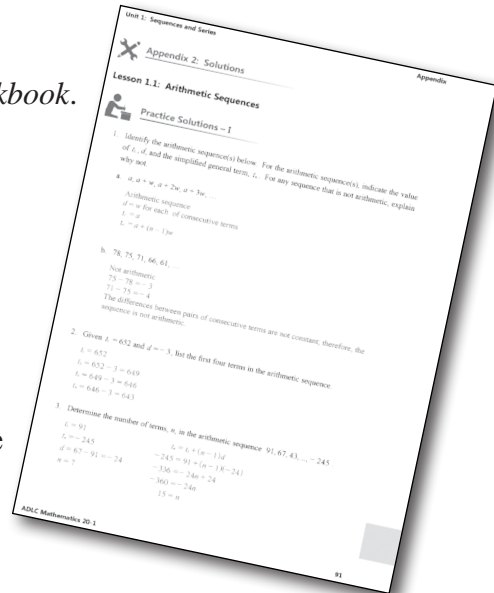 kbook.
e
Unit 1: Sequences and Series
Appendix
Appendix 2: Solutions
Lesson 1.1: Arithmetic Sequences
Practice Solutions – I
1. Identify the arithmetic sequence(s) below. For the arithmetic sequence(s), indicate the value
of t₁, d, and the simplified general term, tₙ. For any sequence that is not arithmetic, explain
why not.
a. a, a + w, a + 2w, a + 3w, ...
Arithmetic sequence
d = w for each of consecutive terms
t₁ = a
tₙ = a + (n − 1)w
b. 78, 75, 71, 66, 61, ...
Not arithmetic
75 − 78 = − 3
71 − 75 = − 4
The differences between pairs of consecutive terms are not constant; therefore, the
sequence is not arithmetic.
2. Given t₁ = 652 and d = − 3, list the first four terms in the arithmetic sequence.
t₁ = 652
t₂ = 652 − 3 = 649
t₃ = 649 − 3 = 646
t₄ = 646 − 3 = 643
3. Determine the number of terms, n, in the arithmetic sequence 91, 67, 43, ..., − 245
t₁ = 91
tₙ = − 245
d = 67 − 91 = − 24
n = ?
tₙ = t₁ + (n − 1)d
− 245 = 91 + (n − 1)(− 24)
− 336 = − 24n + 24
− 360 = − 24n
15 = n
ADLC Mathematics 20-1
91